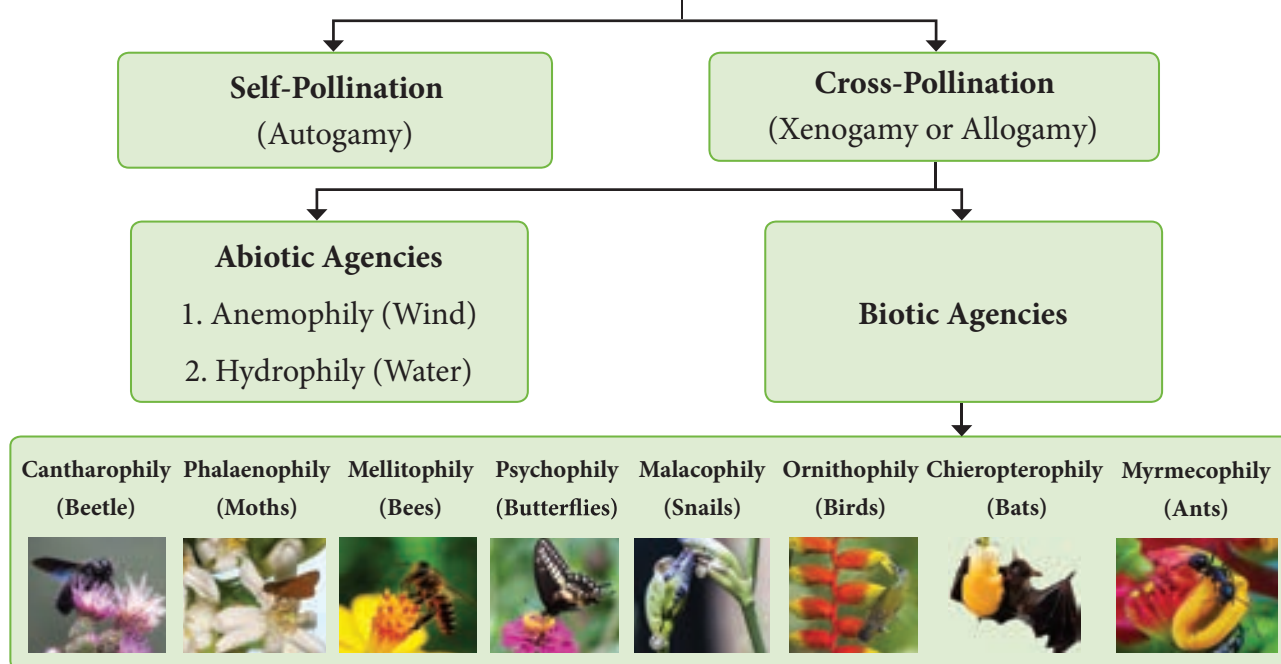 Self-Pollination
(Autogamy)
Cross-Pollination
(Xenogamy or Allogamy)
Abiotic Agencies
1. Anemophily (Wind)
2. Hydrophily (Water)
Biotic Agencies
Cantharophily
(Beetle)
Phalaenophily
(Moths)
Mellitophily
(Bees)
Psychophily
(Butterflies)
Malacophily
(Snails)
Ornithophily
(Birds)
Chieropterophily
(Bats)
Myrmecophily
(Ants)